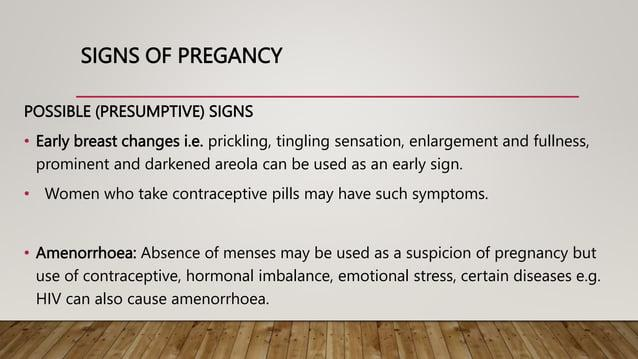 SIGNS OF PREGANCY
POSSIBLE (PRESUMPTIVE) SIGNS
• Early breast changes i.e. prickling, tingling sensation, enlargement and fullness,
prominent and darkened areola can be used as an early sign.
• Women who take contraceptive pills may have such symptoms.
• Amenorrhoea: Absence of menses may be used as a suspicion of pregnancy but
use of contraceptive, hormonal imbalance, emotional stress, certain diseases e.g.
HIV can also cause amenorrhoea.